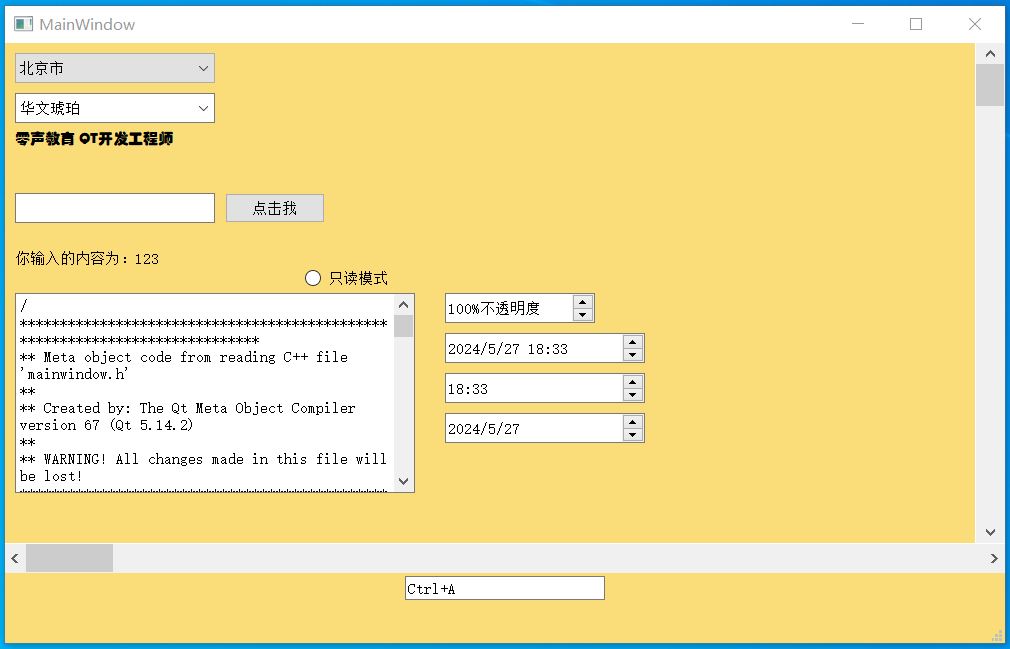 MainWindow
北京市
华文琥珀
零声教育 QT开发工程师
点击我
你输入的内容为：123
只读模式
/
**********************************************
******************************
** Meta object code from reading C++ file
'mainwindow.h'
**
** Created by: The Qt Meta Object Compiler
version 67 (Qt 5.14.2)
**
** WARNING! All changes made in this file will
be lost!
**********************************************
100%不透明度
2024/5/27 18:33
18:33
2024/5/27
Ctrl+A